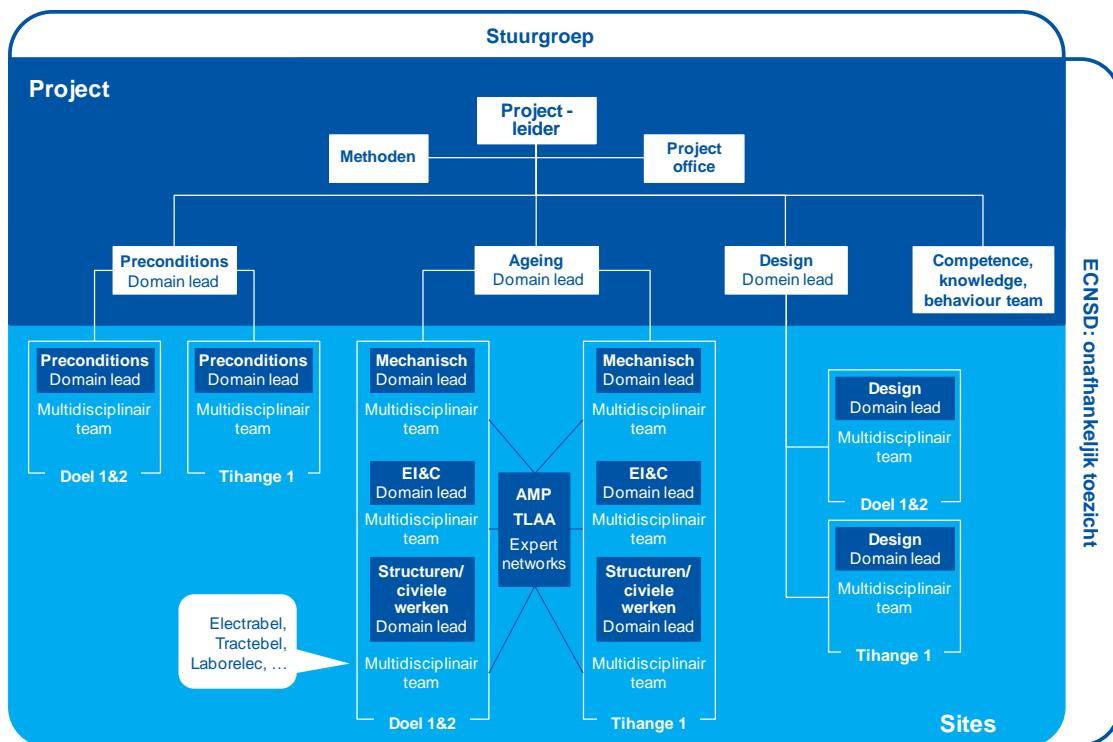 Stuurgroep
Project
Project -
leider
Methoden
Project
office
Preconditions
Domain lead
Ageing
Domain lead
Design
Domein lead
Competence,
knowledge,
behaviour team
ECNSD: onafhankelijk toezicht
Preconditions
Domain lead
Multidisciplinair
team
Doel 1&2
Preconditions
Domain lead
Multidisciplinair
team
Tihange 1
Mechanisch
Domain lead
Multidisciplinair
team
EI&C
Domain lead
Multidisciplinair
team
Structuren/
civiele
werken
Domain lead
Multidisciplinair
team
Doel 1&2
Electrabel,
Tractebel,
Laborelec, …
AMP
TLAA
Expert
networks
Mechanisch
Domain lead
Multidisciplinair
team
EI&C
Domain lead
Multidisciplinair
team
Structuren/
civiele
werken
Domain lead
Multidisciplinair
team
Tihange 1
Design
Domain lead
Multidisciplinair
team
Doel 1&2
Design
Domain lead
Multidisciplinair
team
Tihange 1
Sites